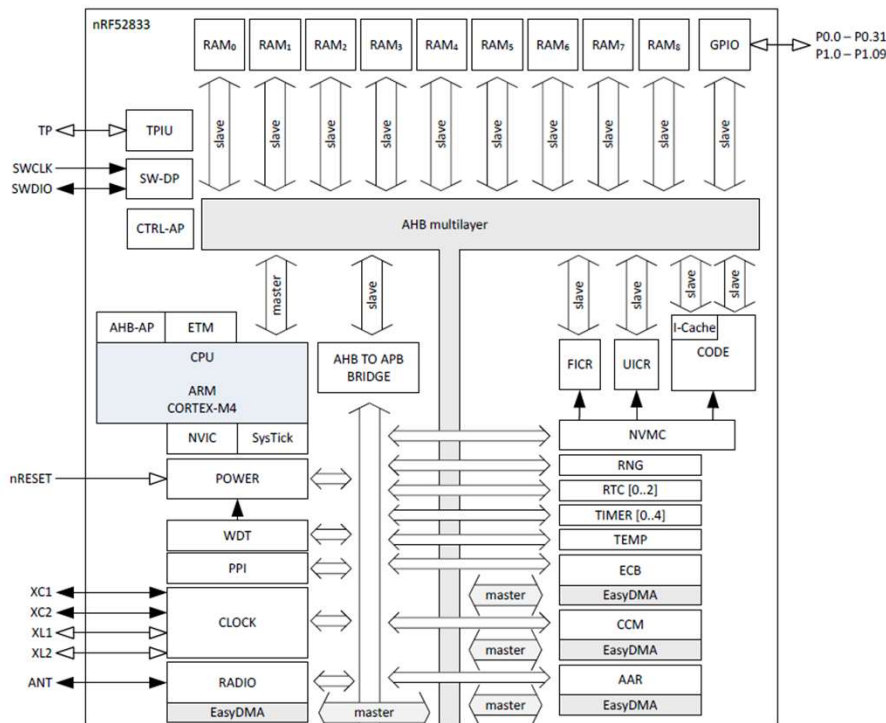 nRF52833
RAM0 RAM1 RAM2 RAM3 RAM4 RAM5 RAM6 RAM7 RAM8 GPIO
P0.0 – P0.31
P1.0 – P1.09
slave slave slave slave slave slave slave slave slave slave
TP TPIU
SWCLK
SWDIO
SW-DP
CTRL-AP
AHB multilayer
master slave slave slave slave slave
AHB-AP ETM
I-Cache
CODE
CPU
ARM
CORTEX-M4
AHB TO APB
BRIDGE
FICR UICR
NVIC SysTick
NVMC
nRESET POWER
RNG
RTC [0..2]
TIMER [0..4]
WDT
TEMP
PPI
ECB
master EasyDMA
XC1
XC2
XL1
XL2
CLOCK
CCM
master EasyDMA
ANT RADIO
AAR
EasyDMA master master EasyDMA